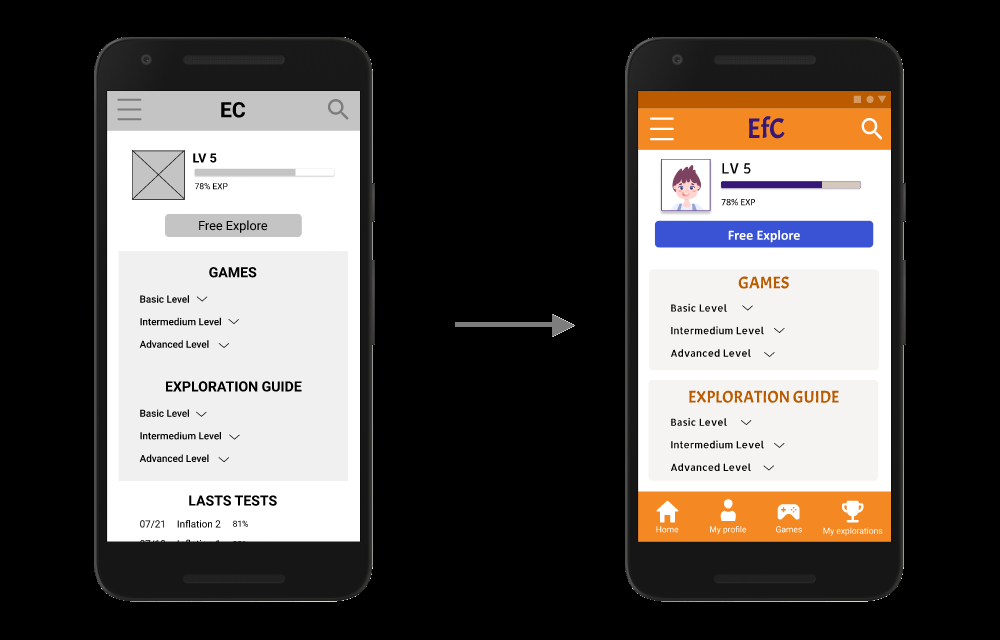 EC
LV 5
78% EXP
Free Explore
GAMES
Basic Level
Intermedium Level
Advanced Level
EXPLORATION GUIDE
Basic Level
Intermedium Level
Advanced Level
LASTS TESTS
07/21 Inflation 2 81%
EfC
LV 5
78% EXP
Free Explore
GAMES
Basic Level
Intermedium Level
Advanced Level
EXPLORATION GUIDE
Basic Level
Intermedium Level
Advanced Level
Home My profile Games My explorations